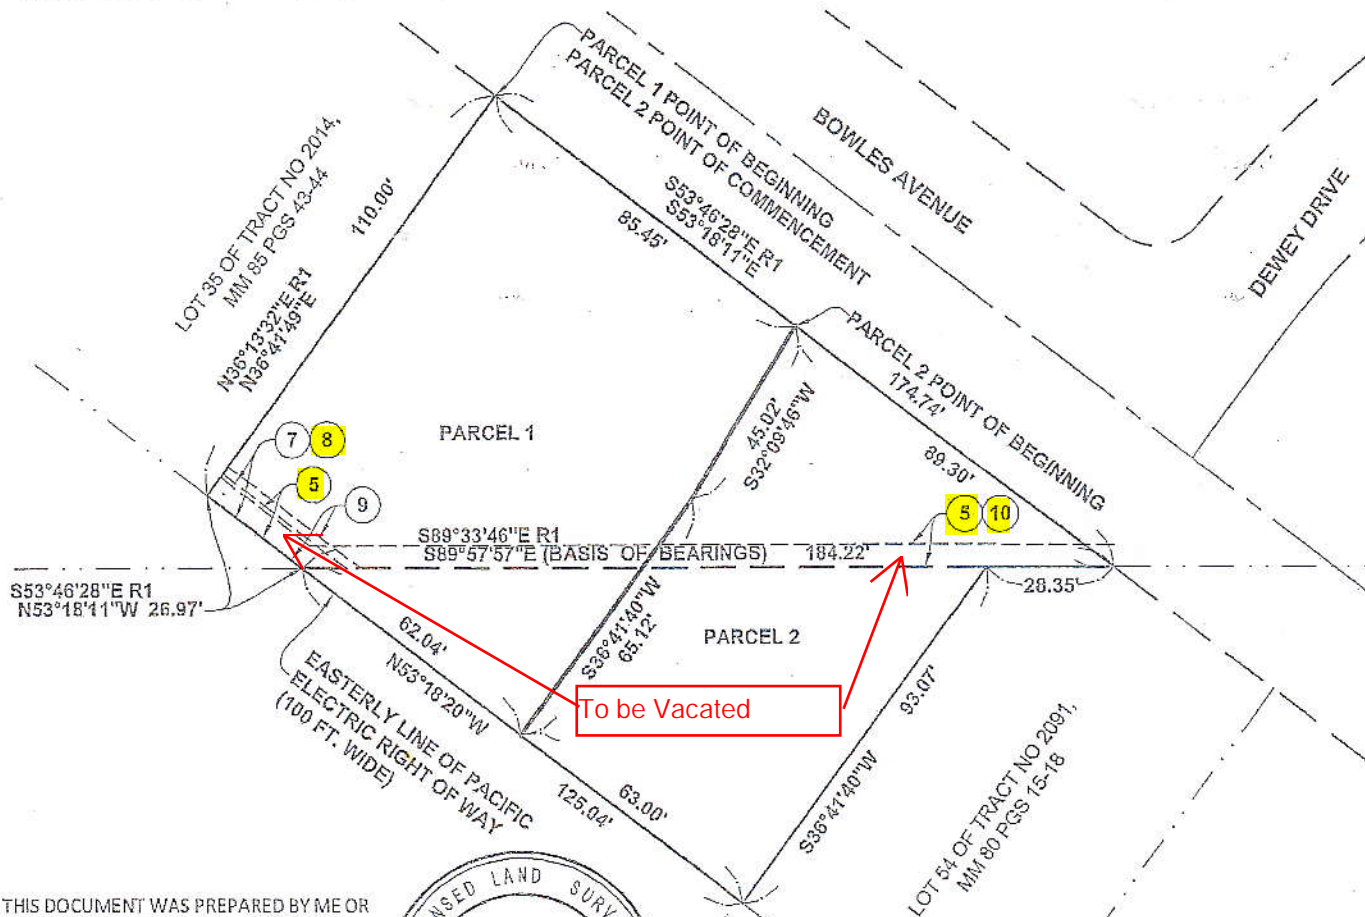 PARCEL 1 POINT OF BEGINNING
PARCEL 2 POINT OF COMMENCEMENT
BOWLES AVENUE
DEWEY DRIVE
LOT 35 OF TRACT NO 2014,
MM 85 PGS 43-44
110.00'
N36°13'32"E R1
N36°41'49"E
S53°46'28"E R1
S53°18'11"E
85.45'
PARCEL 2 POINT OF BEGINNING
174.74'
89.30'
PARCEL 1
45.02'
S32°09'46"W
7
8
5
9
5
10
S89°33'46"E R1
S89°57'57"E (BASIS OF BEARINGS)
184.22'
28.35'
S53°46'28"E R1
N53°18'11"W 26.97'
62.04'
N53°18'20"W
S36°41'40"W
65.12'
PARCEL 2
To be Vacated
93.07'
S36°41'40"W
EASTERLY LINE OF PACIFIC
ELECTRIC RIGHT OF WAY
(100 FT. WIDE)
63.00'
125.04'
LOT 54 OF TRACT NO 2091,
MM 80 PGS 15-18
THIS DOCUMENT WAS PREPARED BY ME OR
NSED LAND SURV